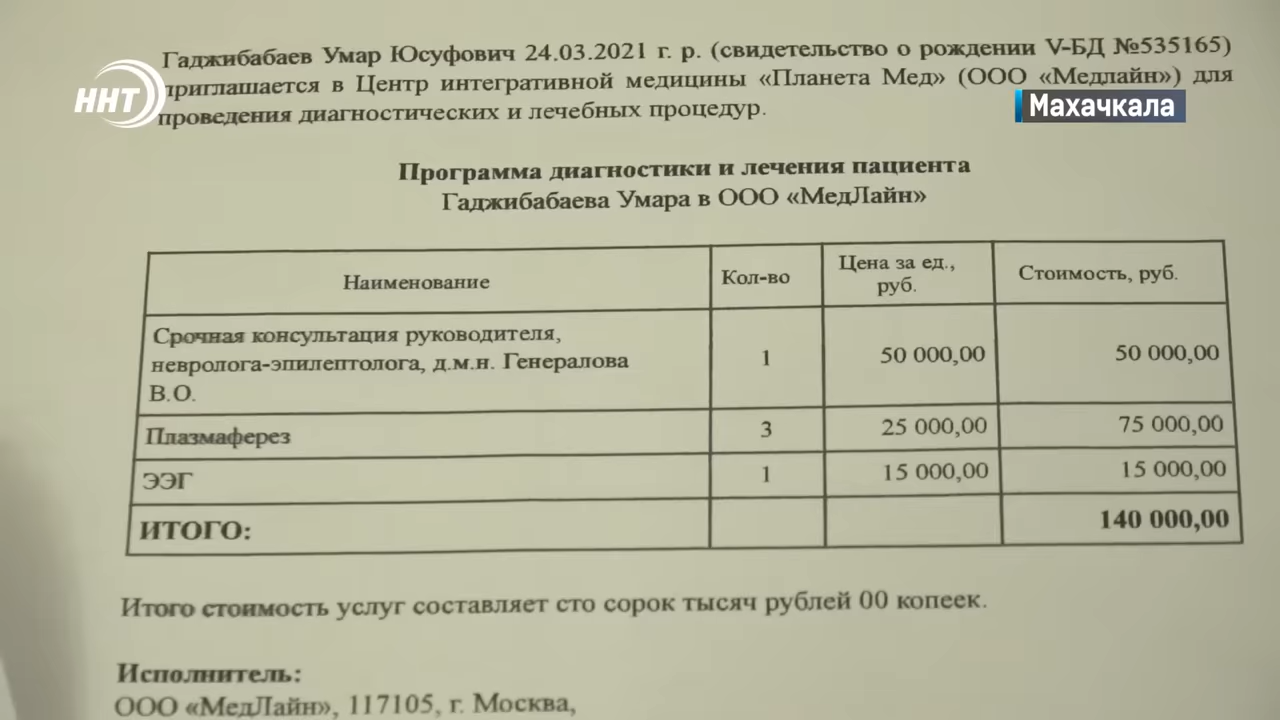 Гаджибабаев Умар Юсуфович 24.03.2021 г. р. (свидетельство о рождении V-БД №535165)
приглашается в Центр интегративной медицины «Планета Мед» (ООО «Медлайн») для
проведения диагностических и лечебных процедур.
ННТ
Махачкала
Программа диагностики и лечения пациента
Гаджибабаева Умара в ООО «МедЛайн»
Наименование Кол-во Цена за ед., руб. Стоимость, руб.
Срочная консультация руководителя,
невролога-эпилептолога, д.м.н. Генералова
В.О.
1 50 000,00 50 000,00
Плазмаферез 3 25 000,00 75 000,00
ЭЭГ 1 15 000,00 15 000,00
ИТОГО: 140 000,00
Итого стоимость услуг составляет сто сорок тысяч рублей 00 копеек.
Исполнитель:
ООО «МедЛайн», 117105, г. Москва,